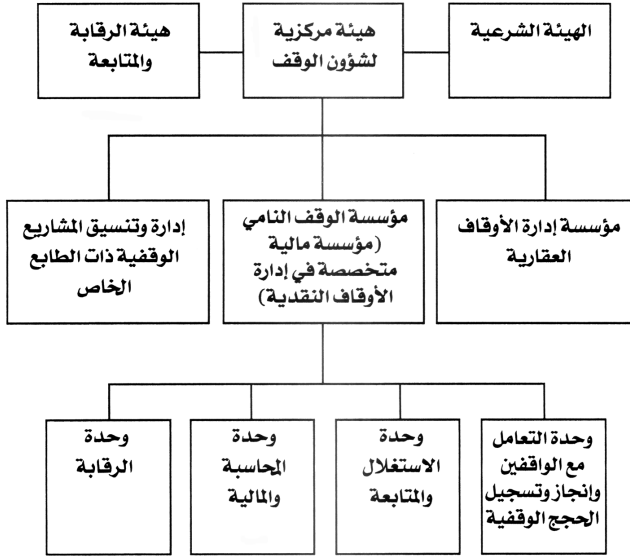 الهيئة الشرعية
هيئة مركزية
لشؤون الوقف
هيئة الرقابة
والمتابعة
مؤسسة إدارة الأوقاف
العقارية
مؤسسة الوقف النامي
(مؤسسة مالية
متخصصة في إدارة
الأوقاف النقدية)
إدارة وتنسيق المشاريع
الوقفية ذات الطابع
الخاص
وحدة التعامل
مع الواقفين
وإنجاز وتسجيل
الحجج الوقفية
وحدة
الاستغلال
والمتابعة
وحدة
المحاسبة
والمالية
وحدة
الرقابة